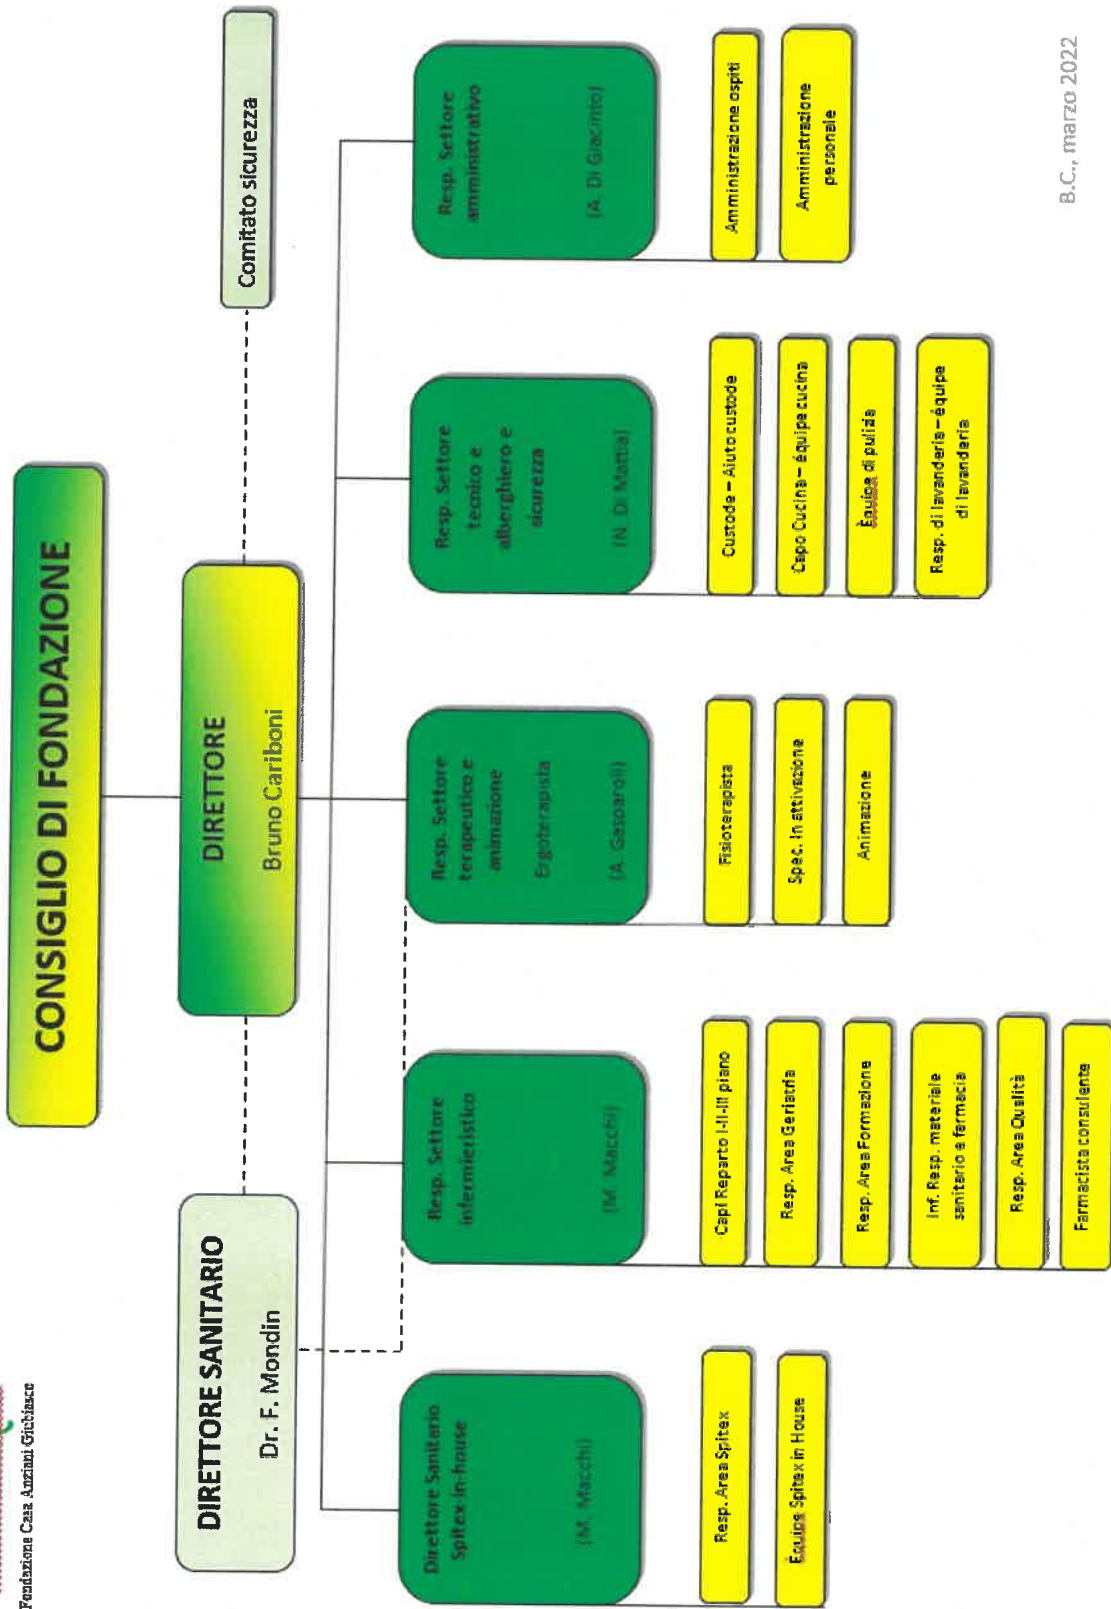 Fondazione Casa Anziani Giubiasco
CONSIGLIO DI FONDAZIONE
DIRETTORE
Bruno Cariboni
DIRETTORE SANITARIO
Dr. F. Mondin
Comitato sicurezza
Direttore Sanitario
Spitex-in-house
(M. Macchi)
Resp. Area Spitex
Èquipe Spitex in House
Resp. Settore
infermieristico
(M. Macchi)
Capi Reparto I-II-III piano
Resp. Area Geriatria
Resp. Area Formazione
Inf. Resp. materiale
sanitario e farmacia
Resp. Area Qualità
Farmacista consulente
Resp. Settore
terapeutico e
animazione
Ergoterapista
(A. Gasparoli)
Fisioterapista
Spec. In attivazione
Animazione
Resp. Settore
tecnico e
alberghiero e
sicurezza
(N. Di Mattia)
Custode – Aiuto custode
Capo Cucina – équipe cucina
Èquipe di pulizia
Resp. di lavanderia – équipe
di lavanderia
Resp. Settore
amministrativo
(A. Di Giacinto)
Amministrazione ospiti
Amministrazione
personale
B.C., marzo 2022